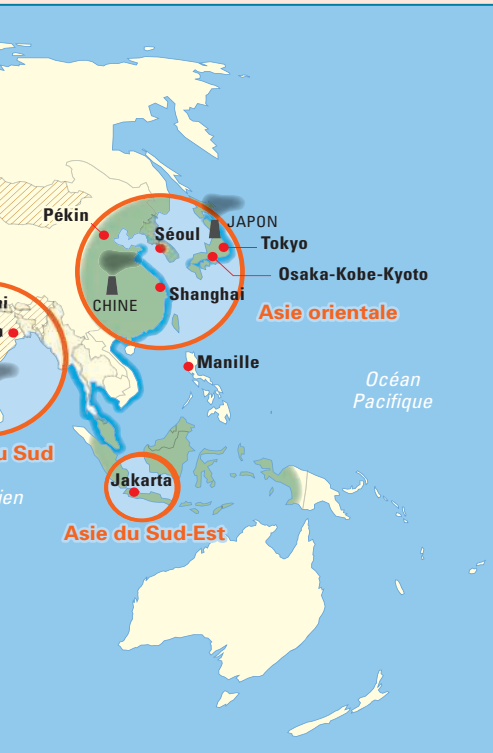 Pékin
Séoul
JAPON
Tokyo
Osaka-Kobe-Kyoto
CHINE
Shanghai
Asie orientale
Manille
Océan
Pacifique
Sud
Jakarta
Asie du Sud-Est